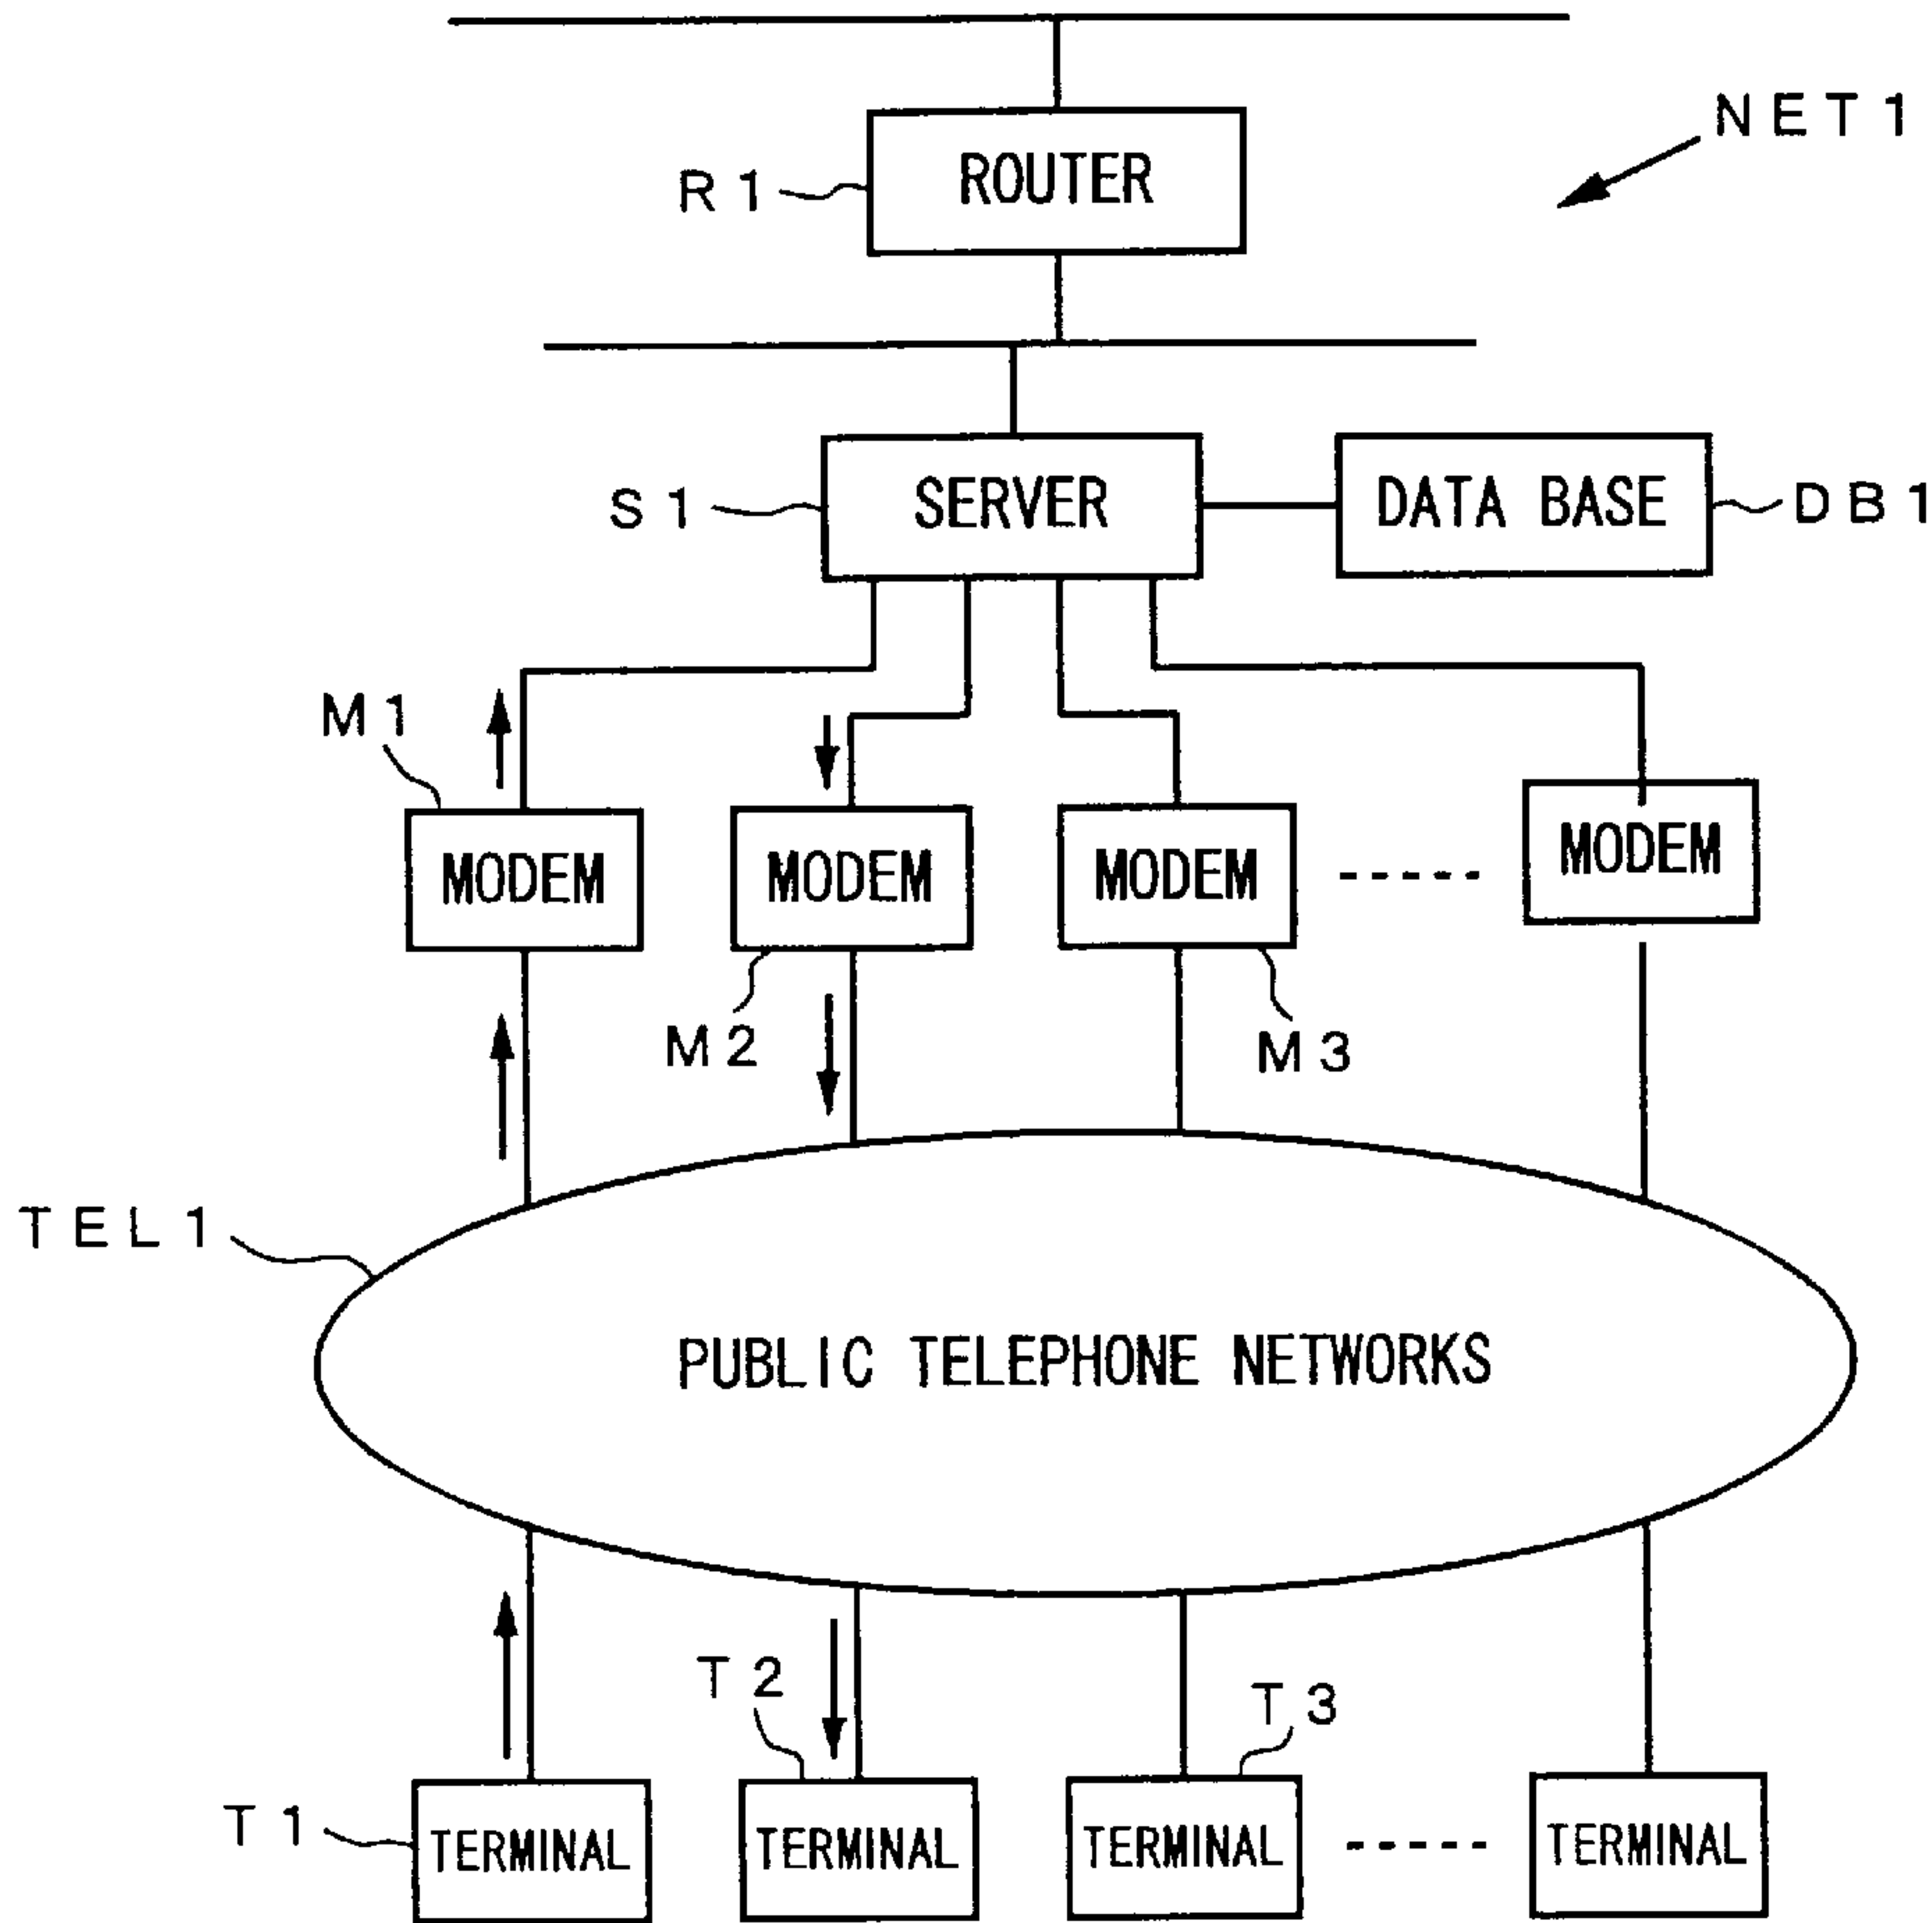 NET1
R1
ROUTER
S1
SERVER
DATA BASE
DB1
M1
MODEM
MODEM
MODEM
MODEM
M2
M3
TEL1
PUBLIC TELEPHONE NETWORKS
T2
T3
T1
TERMINAL
TERMINAL
TERMINAL
TERMINAL